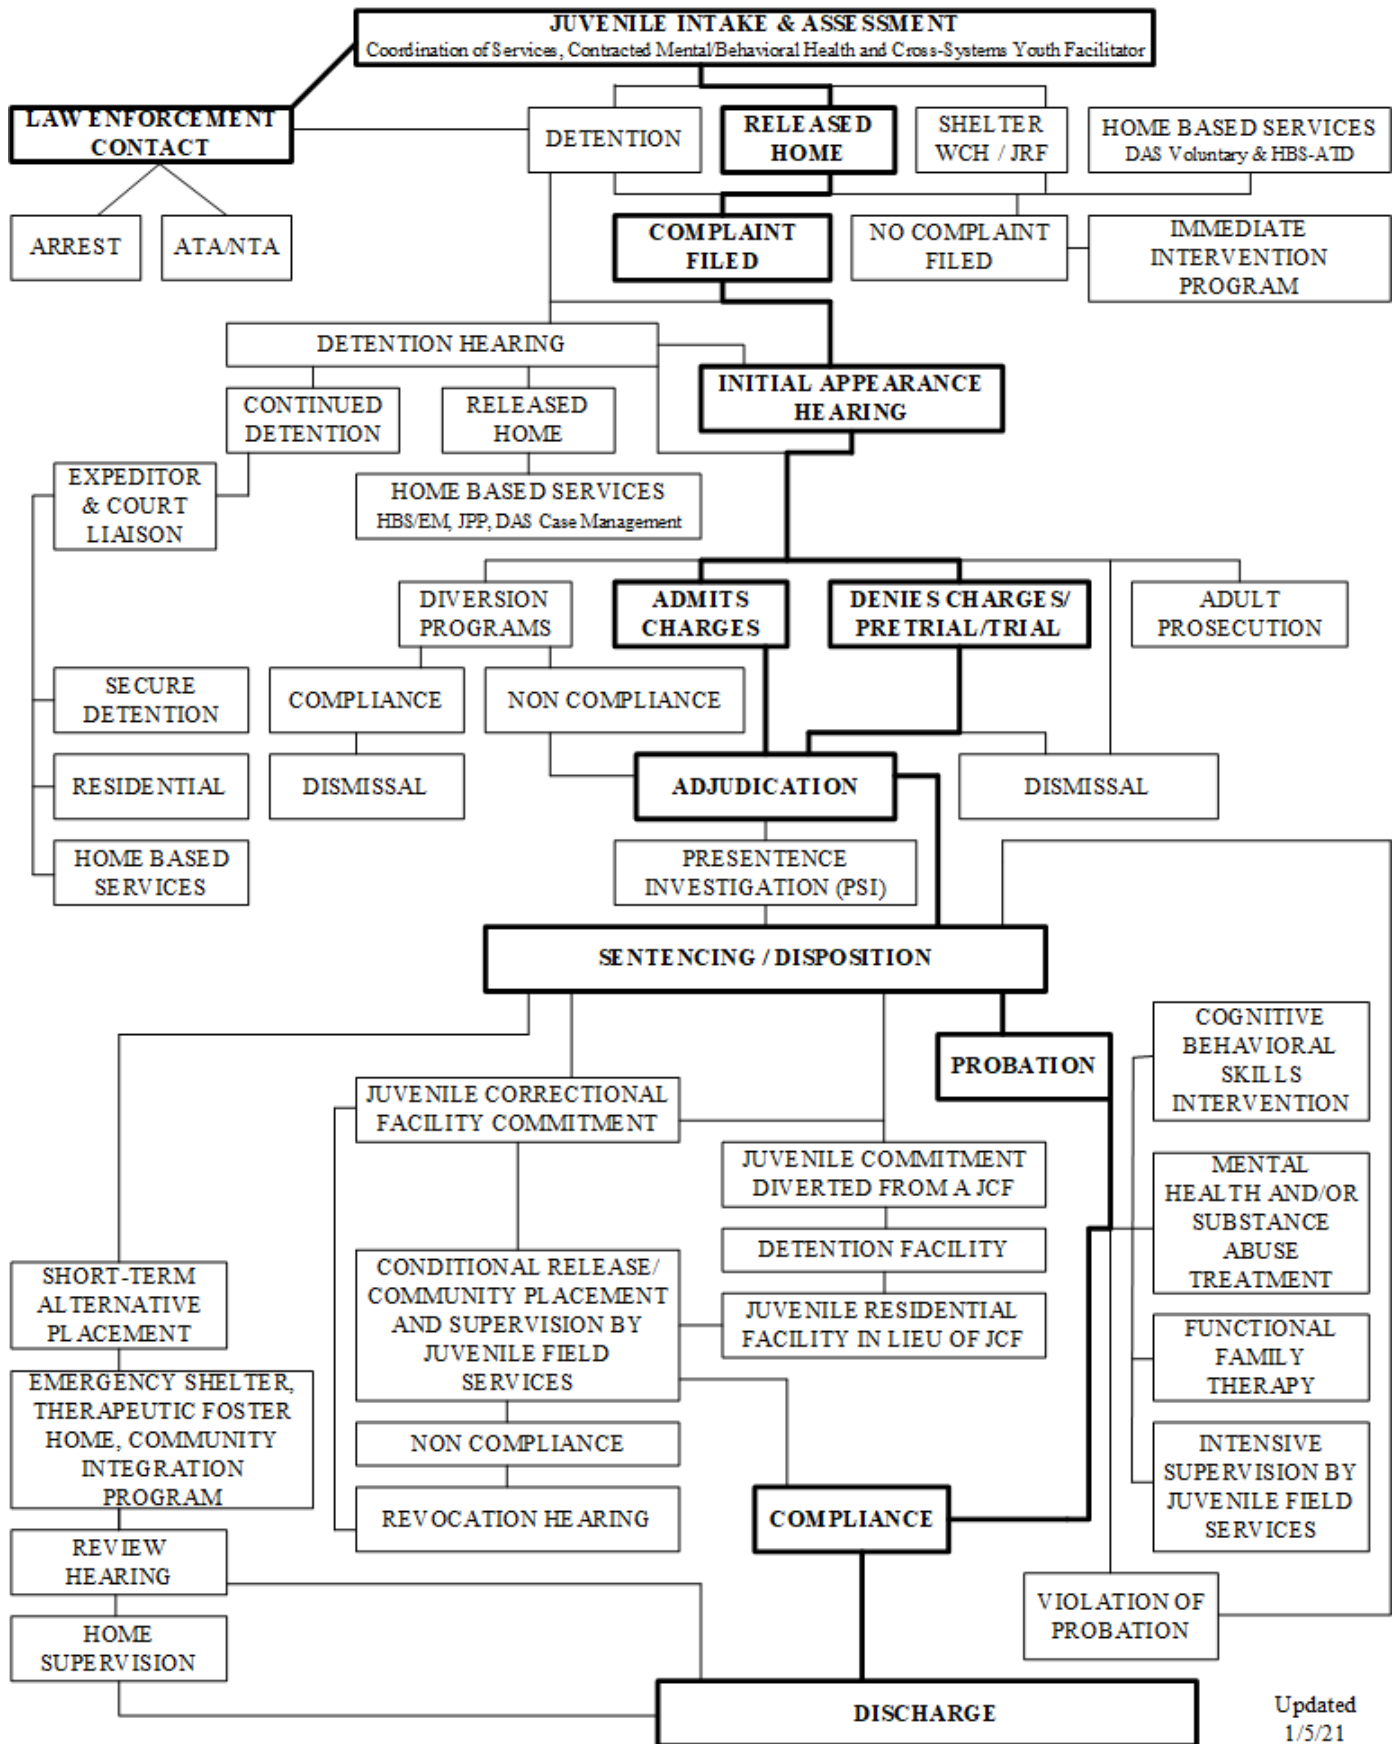 JUVENILE INTAKE & ASSESSMENT
Coordination of Services, Contracted Mental/Behavioral Health and Cross-Systems Youth Facilitator
LAW ENFORCEMENT
CONTACT
DETENTION
RELEASED
HOME
SHELTER
WCH / JRF
HOME BASED SERVICES
DAS Voluntary & HBS-ATD
ARREST
ATA/NTA
COMPLAINT
FILED
NO COMPLAINT
FILED
IMMEDIATE
INTERVENTION
PROGRAM
DETENTION HEARING
INITIAL APPEARANCE
HEARING
CONTINUED
DETENTION
RELEASED
HOME
EXPEDITOR
& COURT
LIAISON
HOME BASED SERVICES
HBS/EM, JPP, DAS Case Management
DIVERSION
PROGRAMS
ADMITS
CHARGES
DENIES CHARGES/
PRETRIAL/TRIAL
ADULT
PROSECUTION
SECURE
DETENTION
COMPLIANCE
NON COMPLIANCE
RESIDENTIAL
DISMISSAL
ADJUDICATION
DISMISSAL
HOME BASED
SERVICES
PRESENTENCE
INVESTIGATION (PSI)
SENTENCING / DISPOSITION
PROBATION
COGNITIVE
BEHAVIORAL
SKILLS
INTERVENTION
JUVENILE CORRECTIONAL
FACILITY COMMITMENT
JUVENILE COMMITMENT
DIVERTED FROM A JCF
MENTAL
HEALTH AND/OR
SUBSTANCE
ABUSE
TREATMENT
DETENTION FACILITY
SHORT-TERM
ALTERNATIVE
PLACEMENT
CONDITIONAL RELEASE/
COMMUNITY PLACEMENT
AND SUPERVISION BY
JUVENILE FIELD
SERVICES
JUVENILE RESIDENTIAL
FACILITY IN LIEU OF JCF
FUNCTIONAL
FAMILY
THERAPY
EMERGENCY SHELTER,
THERAPEUTIC FOSTER
HOME, COMMUNITY
INTEGRATION
PROGRAM
NON COMPLIANCE
INTENSIVE
SUPERVISION BY
JUVENILE FIELD
SERVICES
REVOCATION HEARING
COMPLIANCE
REVIEW
HEARING
VIOLATION OF
PROBATION
HOME
SUPERVISION
DISCHARGE
Updated
1/5/21